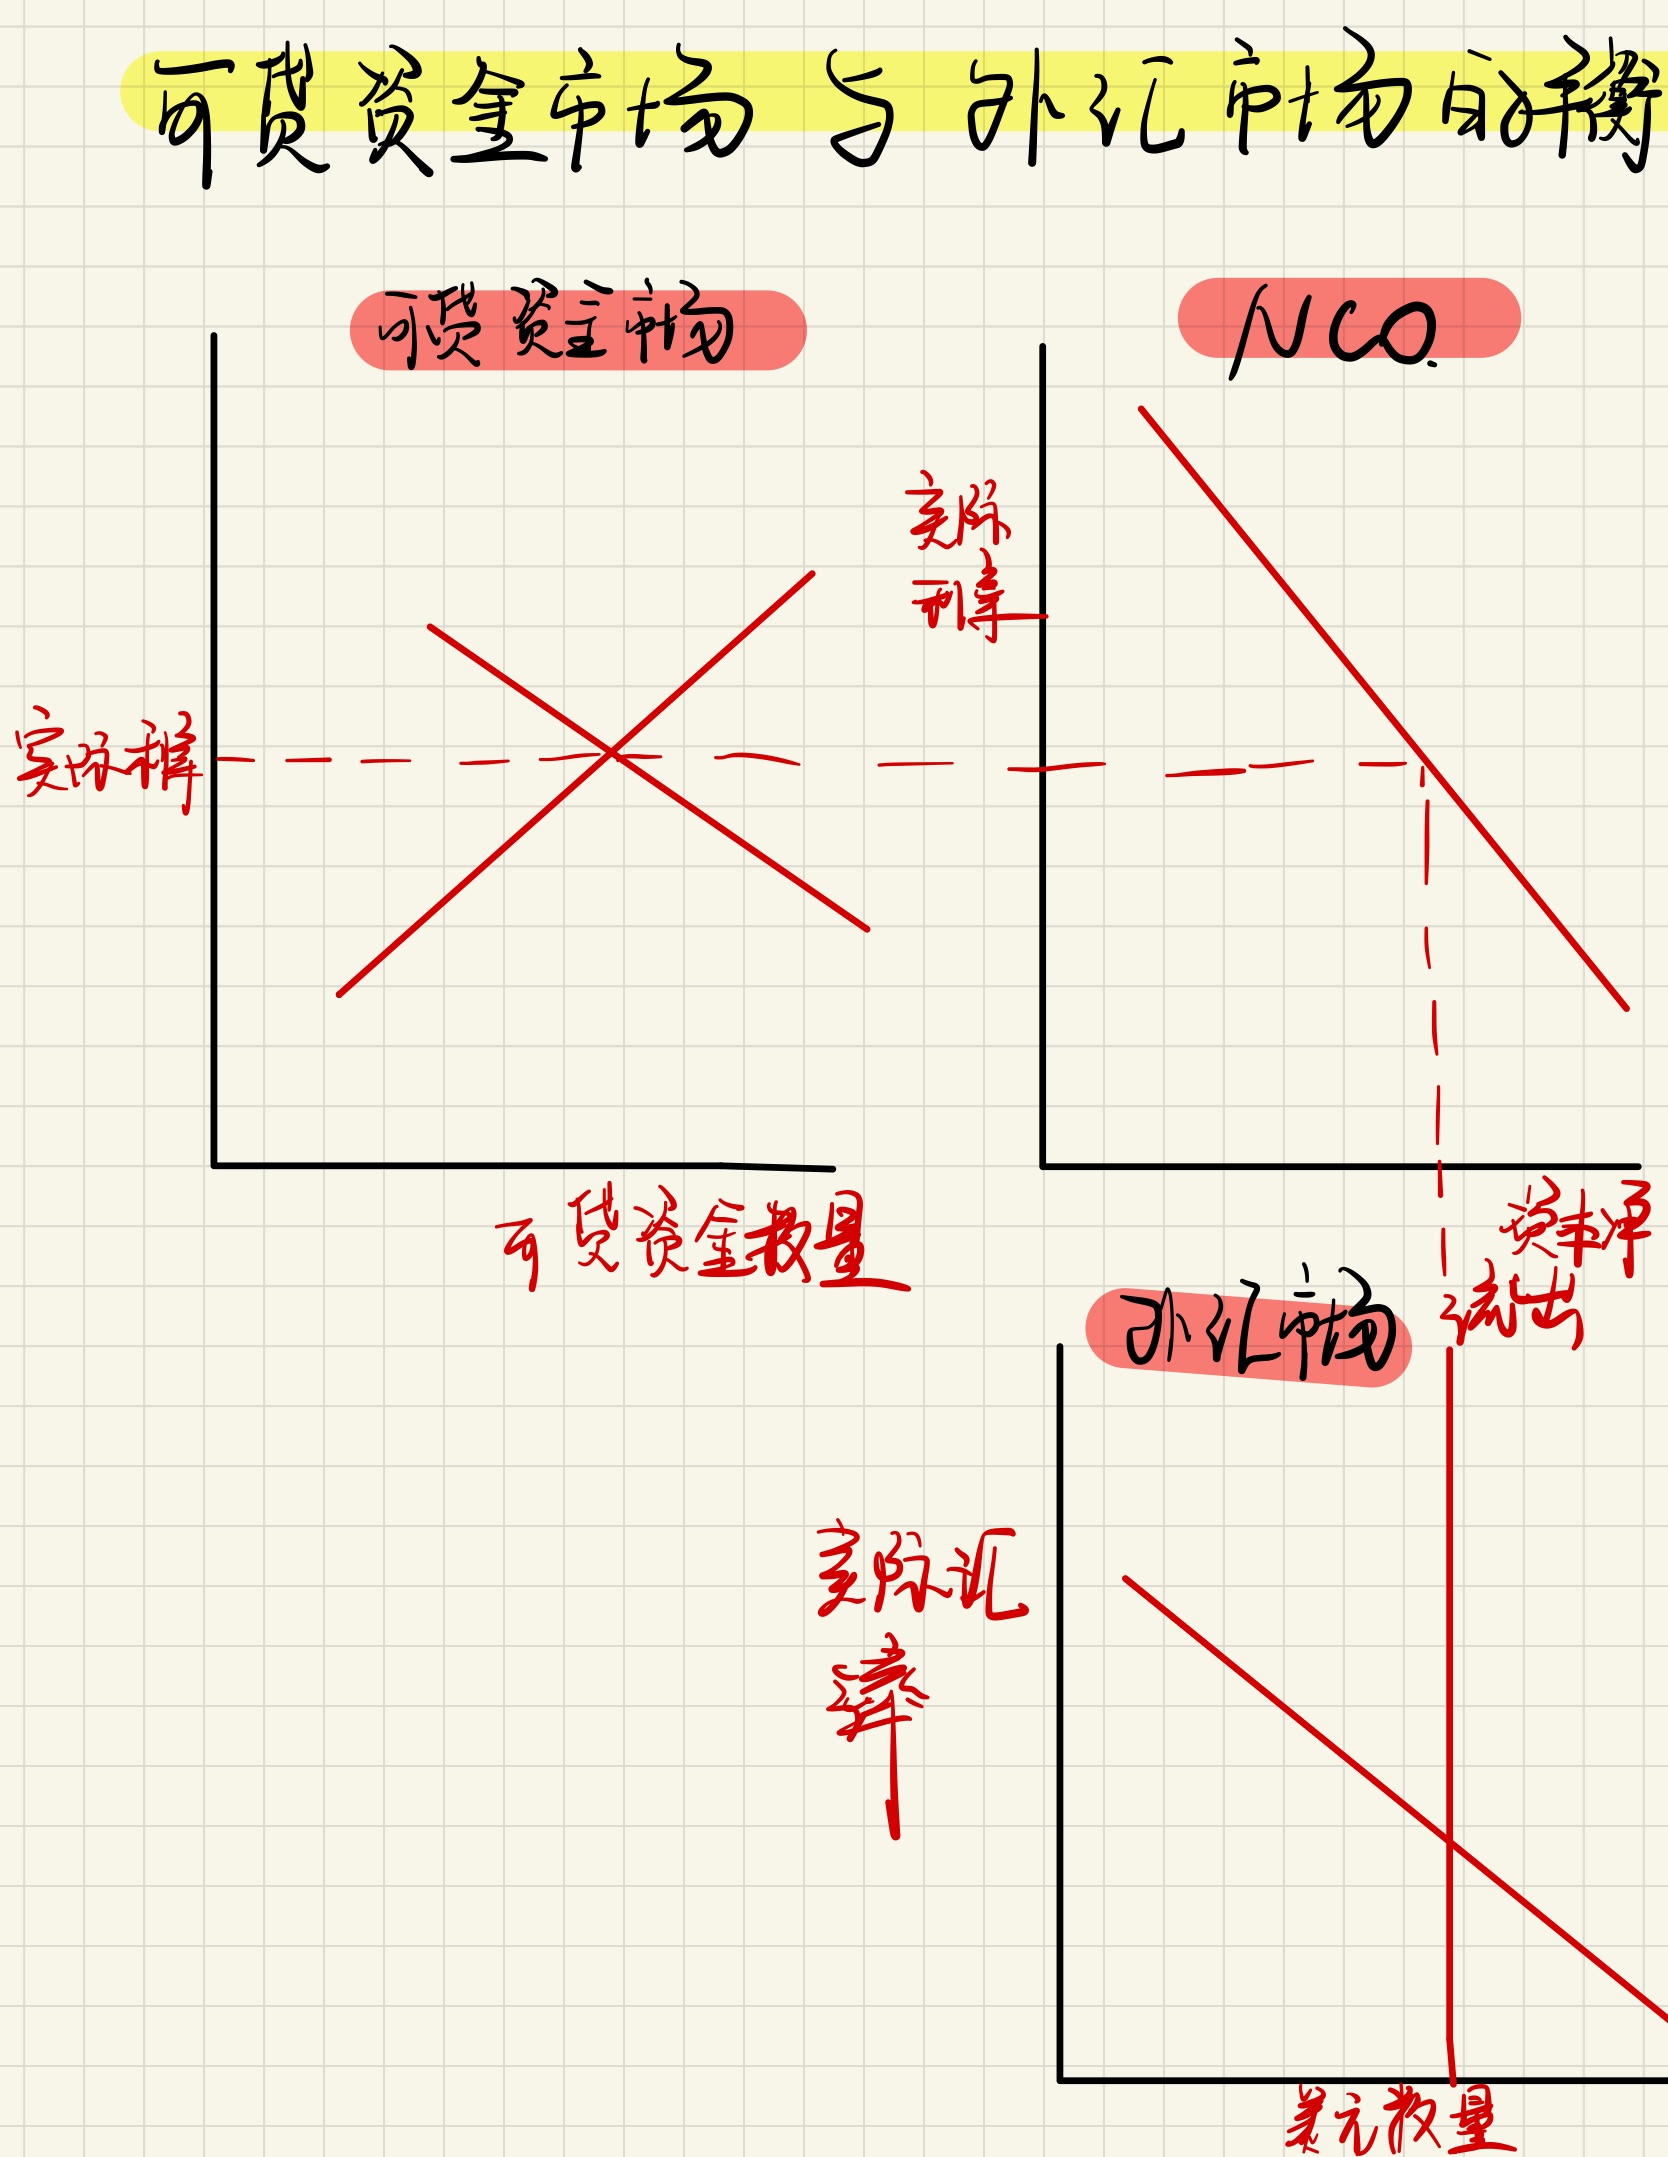 可贷资金市场与外汇市场的平衡
可贷资金市场
NCO
实际
利率
实际利率
可贷资金数量
资本净
流出
外汇市场
实际汇
率
美元数量